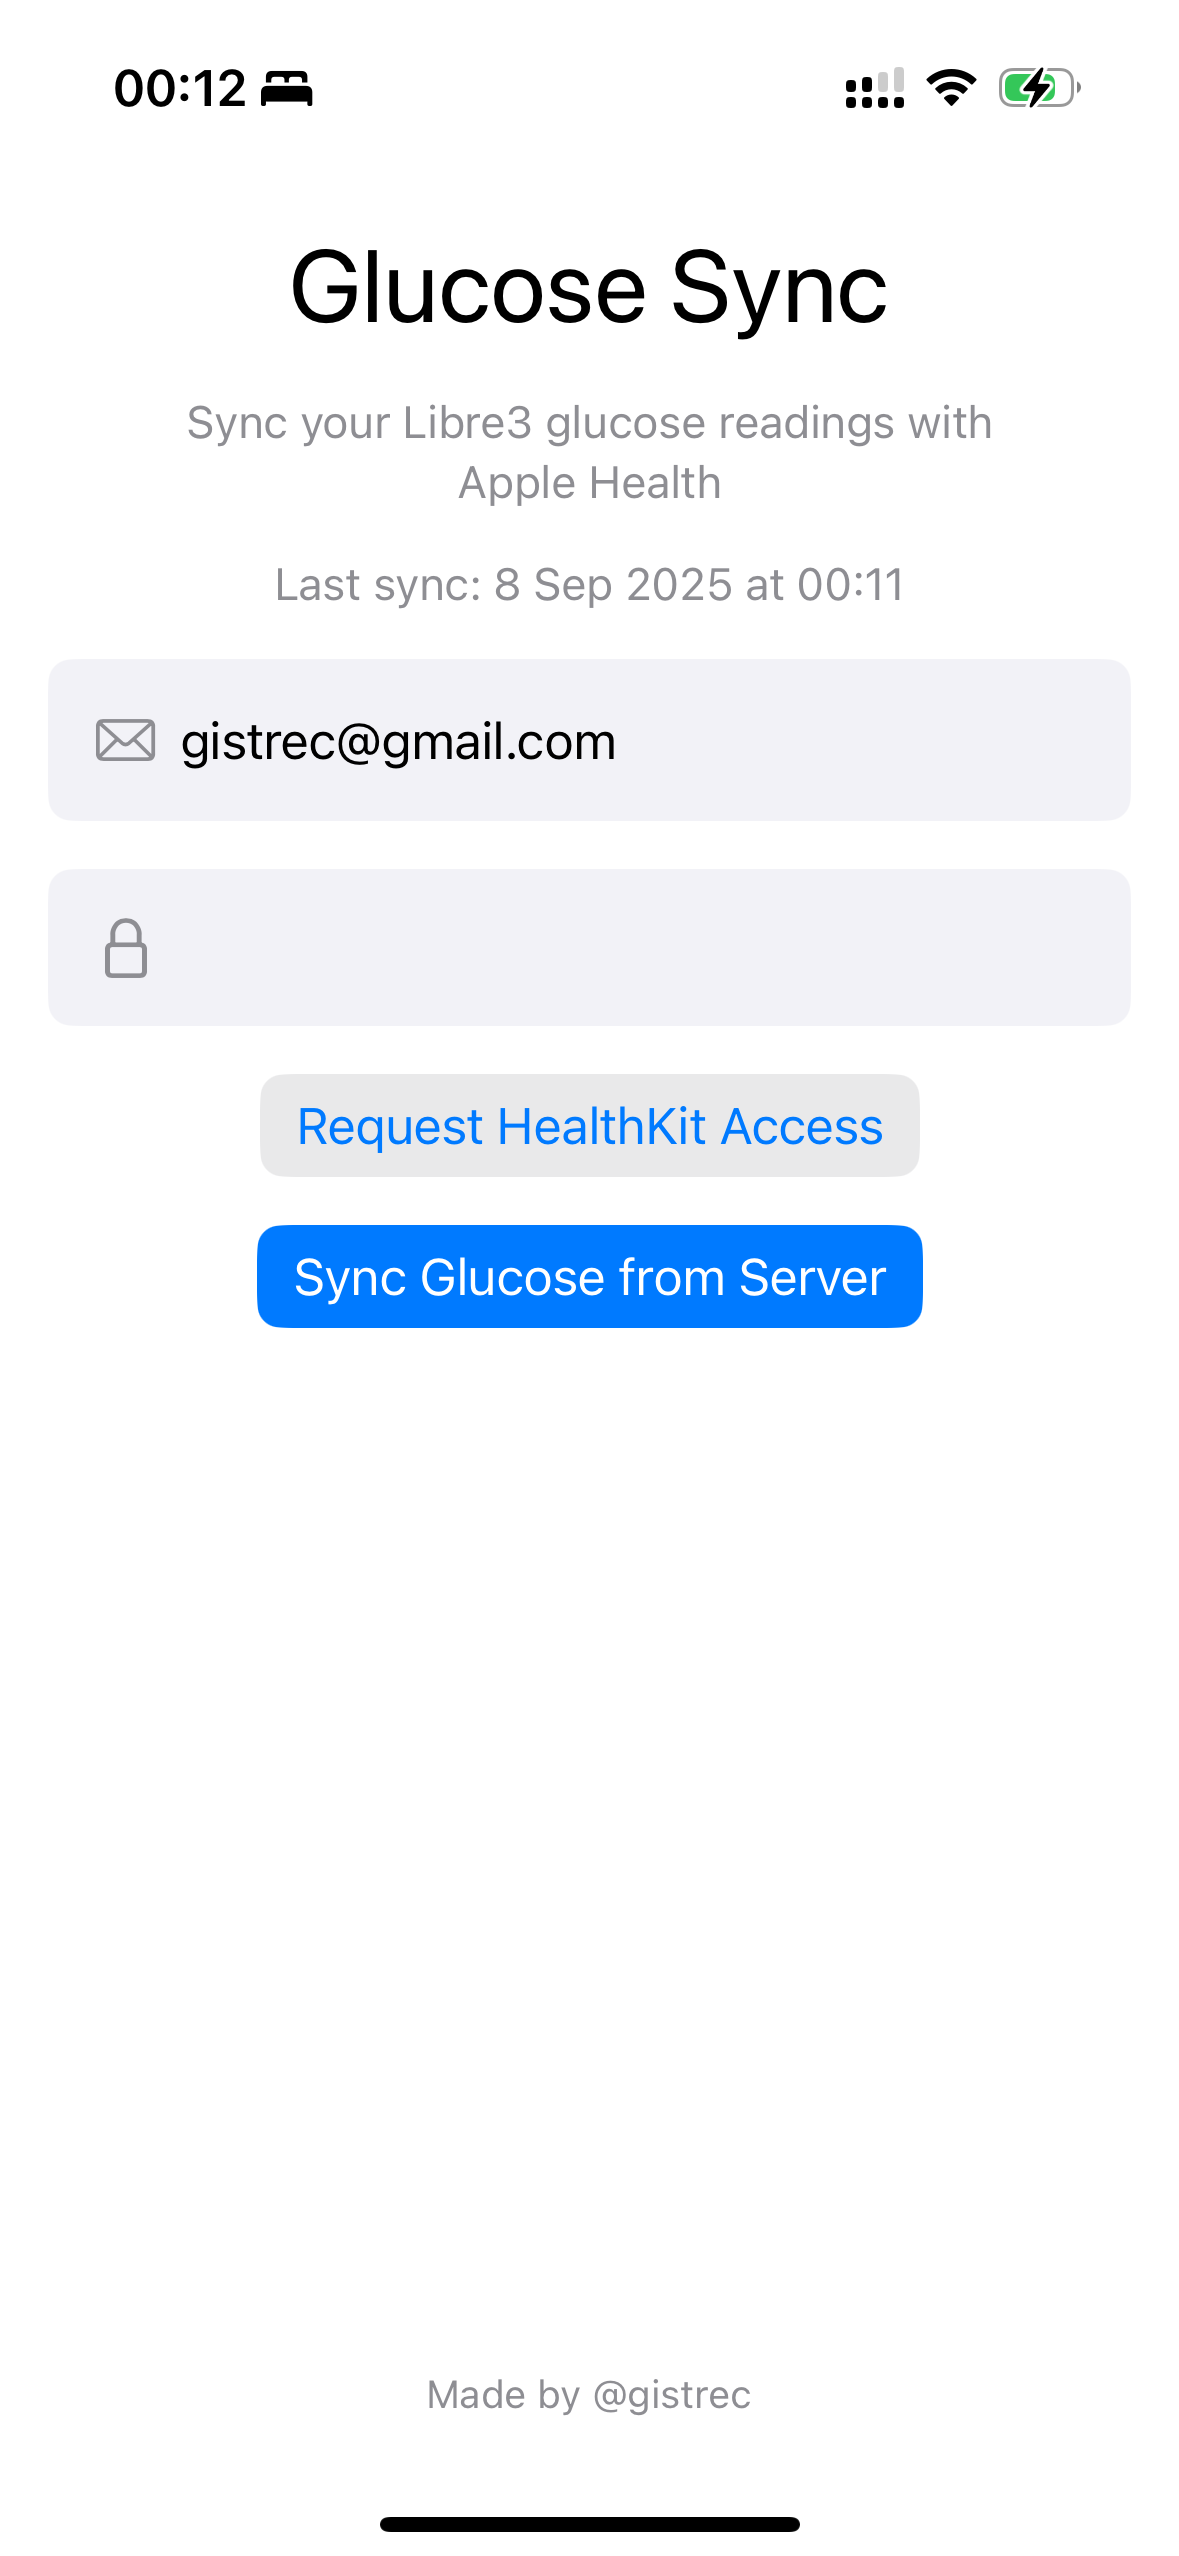 00:12
Glucose Sync
Sync your Libre3 glucose readings with
Apple Health
Last sync: 8 Sep 2025 at 00:11
gistrec@gmail.com
Request HealthKit Access
Sync Glucose from Server
Made by @gistrec